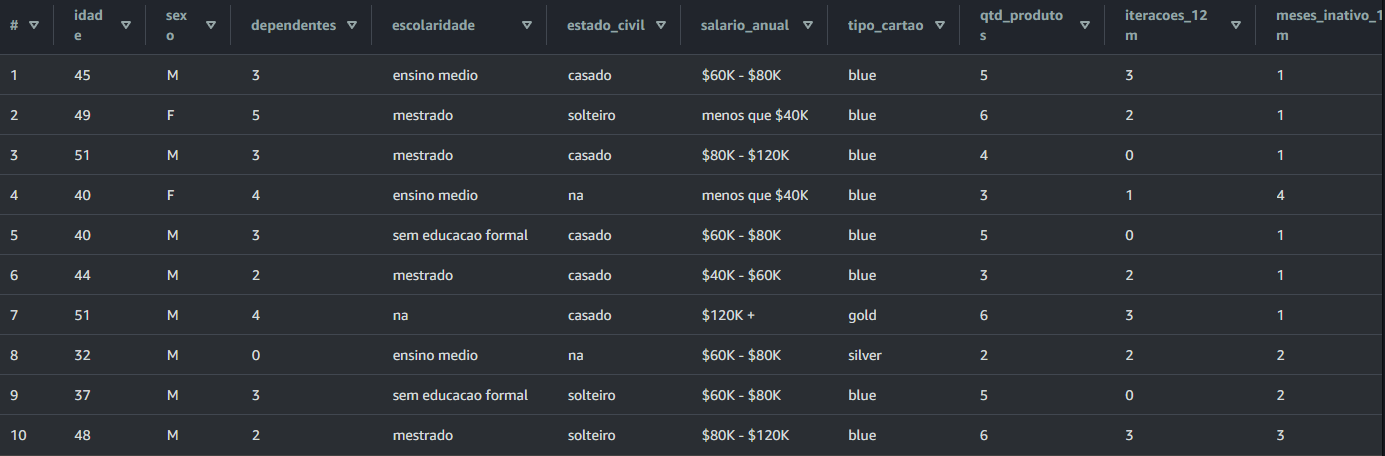 # idade sexo dependentes escolaridade estado_civil salario_anual tipo_cartao qtd_produtos iteracoes_12m meses_inativo_1m
1 45 M 3 ensino medio casado $60K - $80K blue 5 3 1
2 49 F 5 mestrado solteiro menos que $40K blue 6 2 1
3 51 M 3 mestrado casado $80K - $120K blue 4 0 1
4 40 F 4 ensino medio na menos que $40K blue 3 1 4
5 40 M 3 sem educacao formal casado $60K - $80K blue 5 0 1
6 44 M 2 mestrado casado $40K - $60K blue 3 2 1
7 51 M 4 na casado $120K + gold 6 3 1
8 32 M 0 ensino medio na $60K - $80K silver 2 2 2
9 37 M 3 sem educacao formal solteiro $60K - $80K blue 5 0 2
10 48 M 2 mestrado solteiro $80K - $120K blue 6 3 3